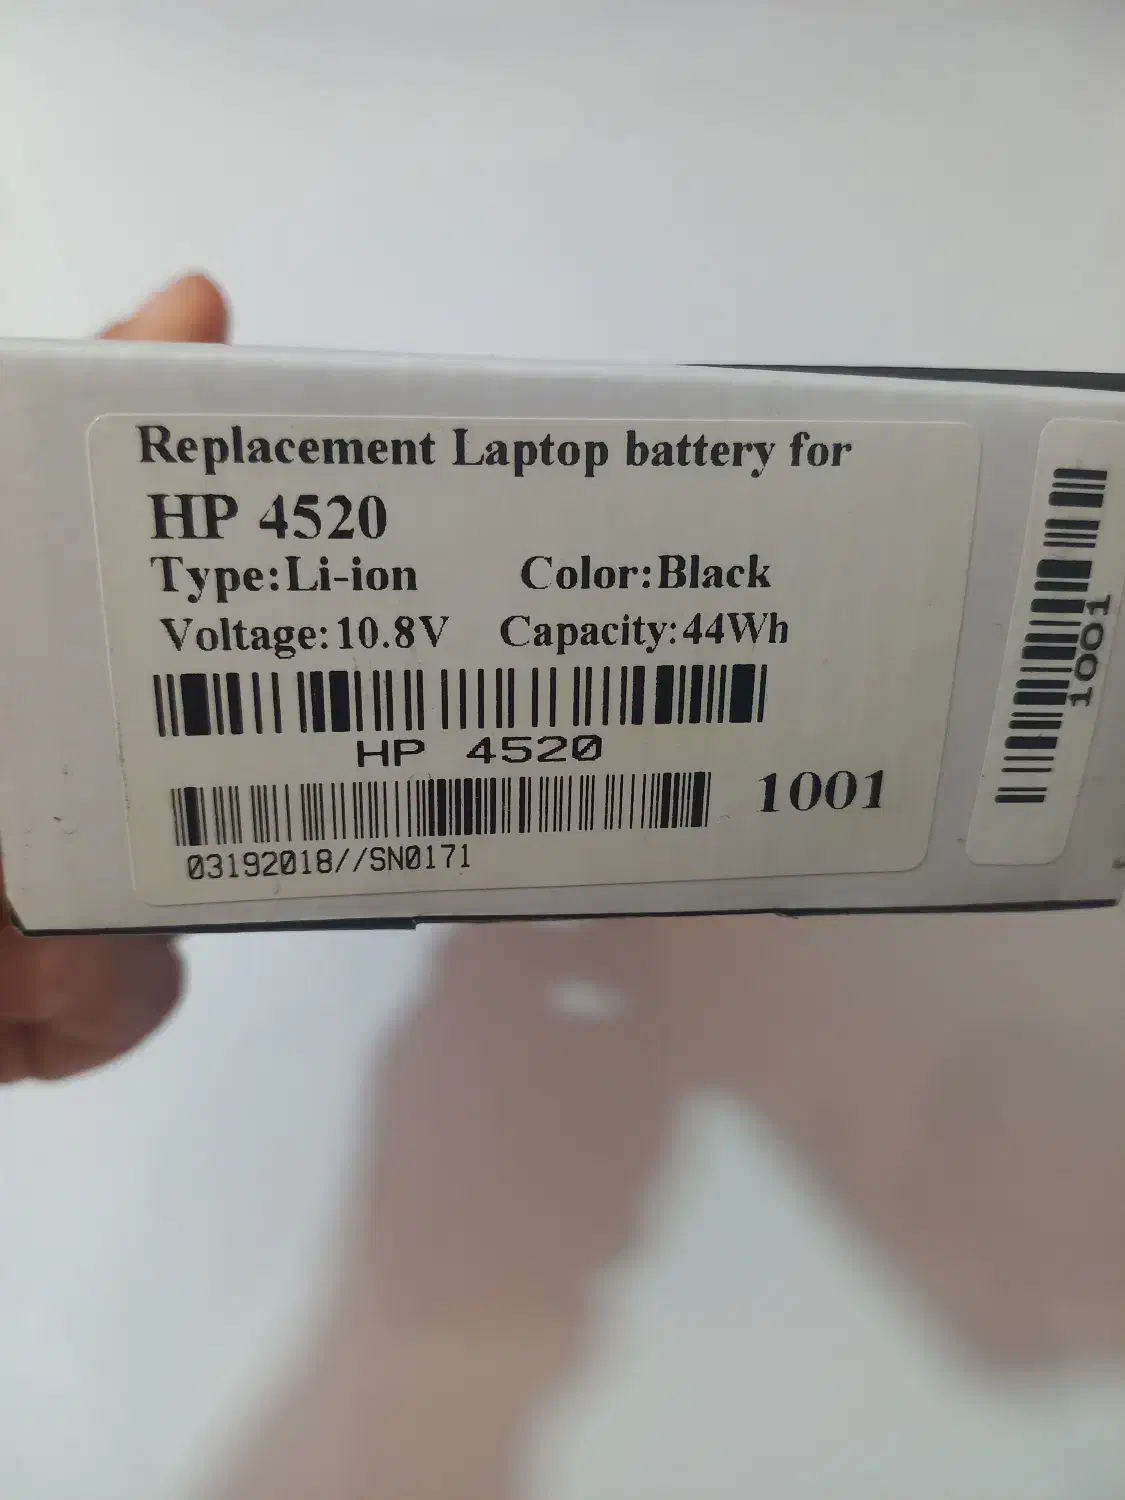 Replacement Laptop battery for
HP 4520
Type:Li-ion Color:Black
Voltage:10.8V Capacity:44Wh
HP 4520
1001
03192018//SN0171
1001